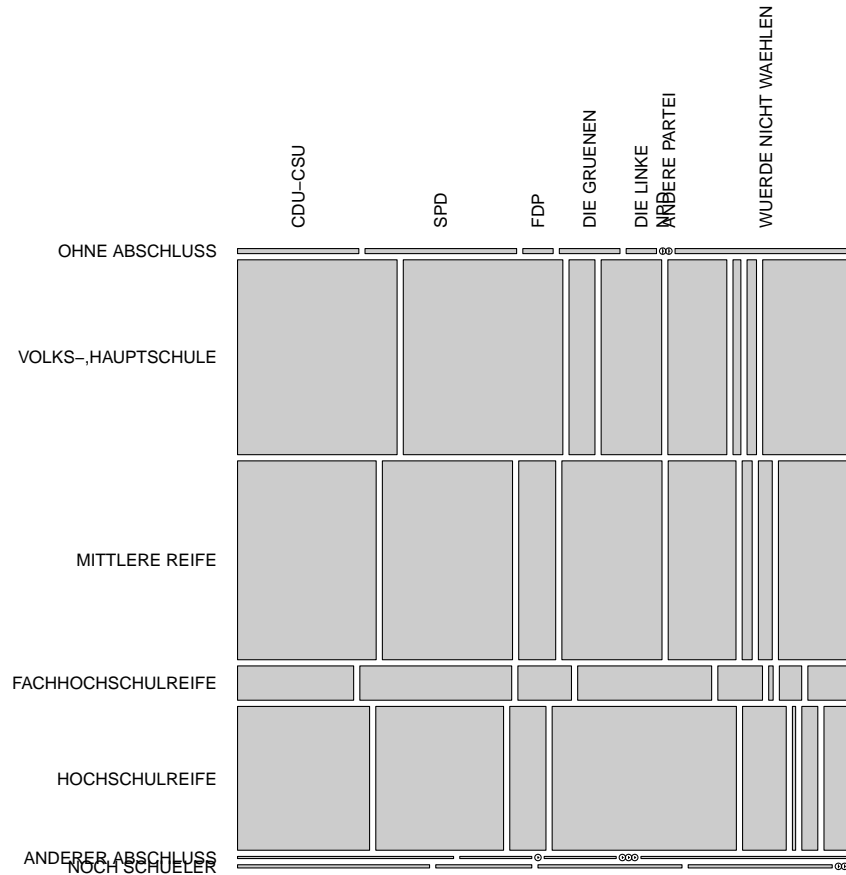 CDU–CSU
SPD
FDP
DIE GRUENEN
DIE LINKE
NPD
ANDERE PARTEI
WUERDE NICHT WAEHLEN
OHNE ABSCHLUSS
VOLKS–,HAUPTSCHULE
MITTLERE REIFE
FACHHOCHSCHULREIFE
HOCHSCHULREIFE
ANDERER ABSCHLUSS
NOCH SCHUELER